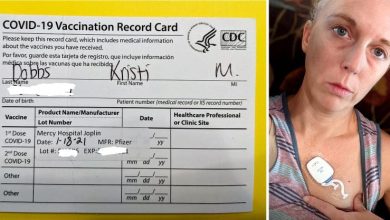 COVID-19 Vaccination Record Card
Please keep this record card, which includes medical information
about the vaccines you have received.
Por favor, guarde esta tarjeta de registro, que incluye información
médica sobre las vacunas que ha recibido.
CDC
Dobbs Kristi M.
Last Name First Name MI
Date of birth Patient number (medical record or IIS record number)
Vaccine Product Name/Manufacturer Date Healthcare Professional
Lot Number or Clinic Site
1st Dose Mercy Hospital Joplin
COVID-19 Date: 1-18-21 MFR: Pfizer mm dd yy
2nd Dose Lot # EXP:
COVID-19 mm dd yy
Other mm dd yy
Other mm dd yy